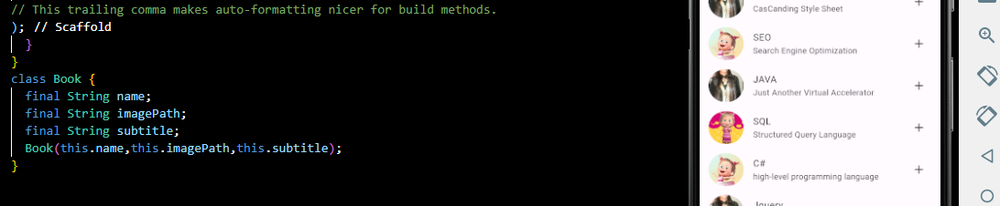 // This trailing comma makes auto-formatting nicer for build methods.
); // Scaffold
}
}
class Book {
final String name;
final String imagePath;
final String subtitle;
Book(this.name,this.imagePath,this.subtitle);
}
CasCanding Style Sheet
+
SEO
Search Engine Optimization
+
JAVA
Just Another Virtual Accelerator
+
SQL
Structured Query Language
+
C#
high-level programming language
+
Jquery